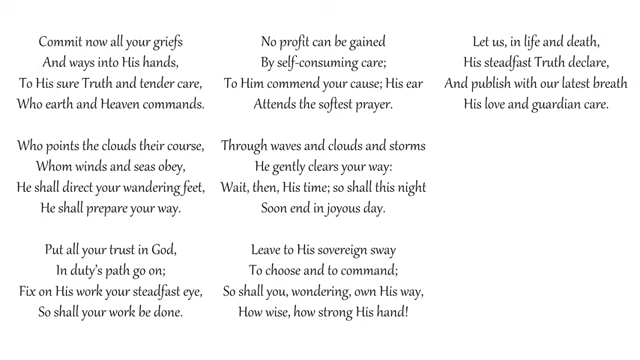 Commit now all your griefs
And ways into His hands,
To His sure Truth and tender care,
Who earth and Heaven commands.
Who points the clouds their course,
Whom winds and seas obey,
He shall direct your wandering feet,
He shall prepare your way.
Put all your trust in God,
In duty's path go on;
Fix on His work your steadfast eye,
So shall your work be done.
No profit can be gained
By self-consuming care;
To Him commend your cause; His ear
Attends the softest prayer.
Through waves and clouds and storms
He gently clears your way:
Wait, then, His time; so shall this night
Soon end in joyous day.
Leave to His sovereign sway
To choose and to command;
So shall you, wondering, own His way,
How wise, how strong His hand!
Let us, in life and death,
His steadfast Truth declare,
And publish with our latest breath
His love and guardian care.